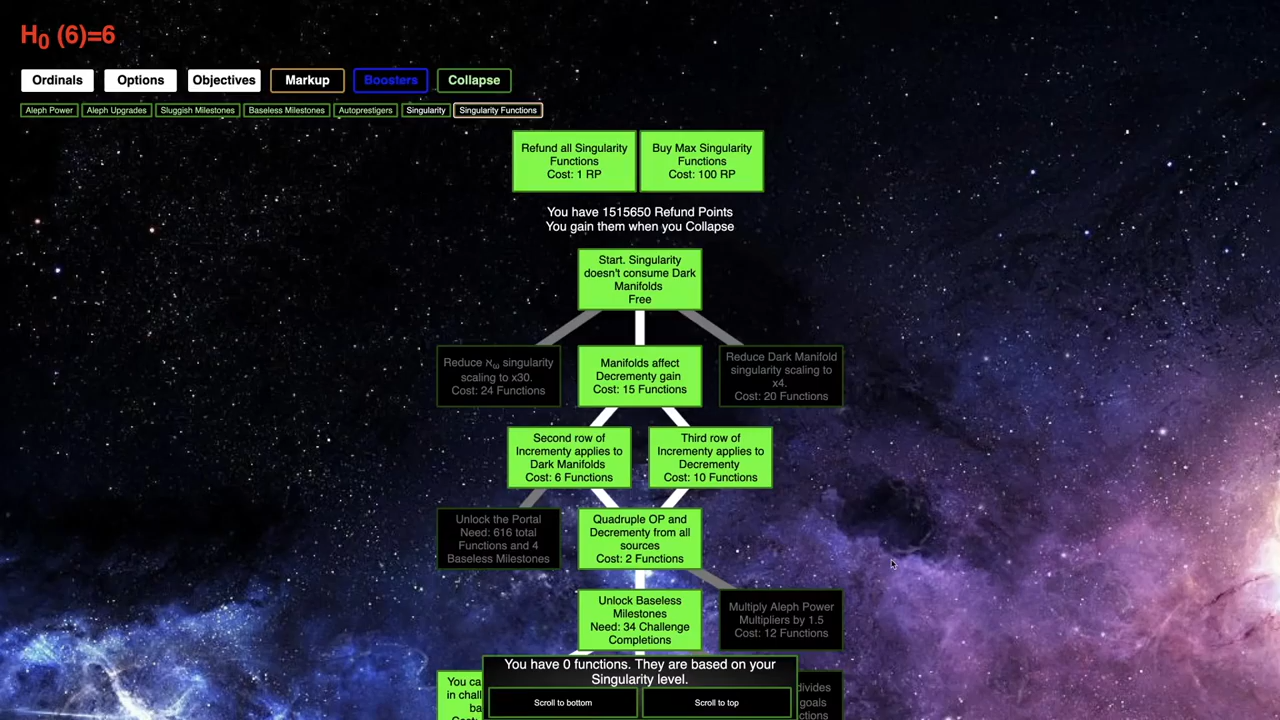 H₀ (6)=6
Ordinals
Options
Objectives
Markup
Boosters
Collapse
Aleph Power
Aleph Upgrades
Sluggish Milestones
Baseless Milestones
Autoprestigers
Singularity
Singularity Functions
Refund all Singularity
Functions
Cost: 1 RP
Buy Max Singularity
Functions
Cost: 100 RP
You have 1515650 Refund Points
You gain them when you Collapse
Start. Singularity
doesn't consume Dark
Manifolds
Free
Reduce ℵω singularity
scaling to x30.
Cost: 24 Functions
Manifolds affect
Decrementy gain
Cost: 15 Functions
Reduce Dark Manifold
singularity scaling to
x4.
Cost: 20 Functions
Second row of
Incrementy applies to
Dark Manifolds
Cost: 6 Functions
Third row of
Incrementy applies to
Decrementy
Cost: 10 Functions
Unlock the Portal
Need: 616 total
Functions and 4
Baseless Milestones
Quadruple OP and
Decrementy from all
sources
Cost: 2 Functions
Unlock Baseless
Milestones
Need: 34 Challenge
Completions
Multiply Aleph Power
Multipliers by 1.5
Cost: 12 Functions
You ca
in chall
ba
You have 0 functions. They are based on your
Singularity level.
Scroll to bottom
Scroll to top
divides
goals
ctions